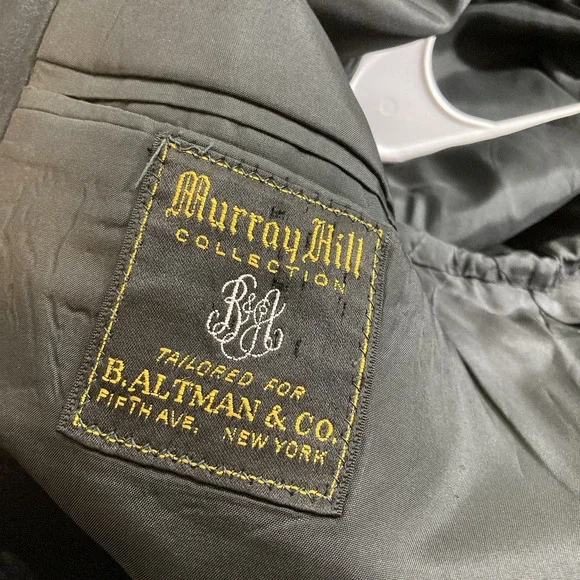 Murray Hill
COLLECTION
B&A
TAILORED FOR
B. ALTMAN & CO.
FIFTH AVE. NEW YORK